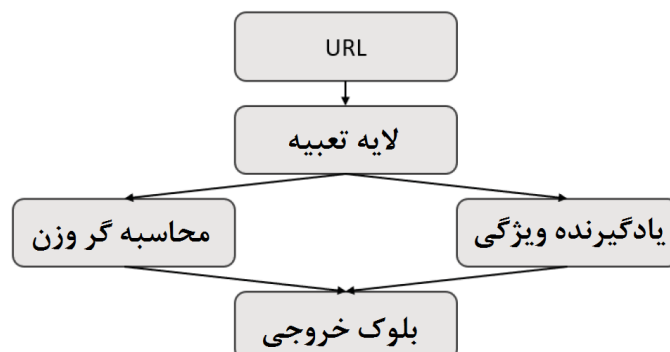 URL
لایه تعبیه
یادگیرنده ویژگی
محاسبه گر وزن
بلوک خروجی